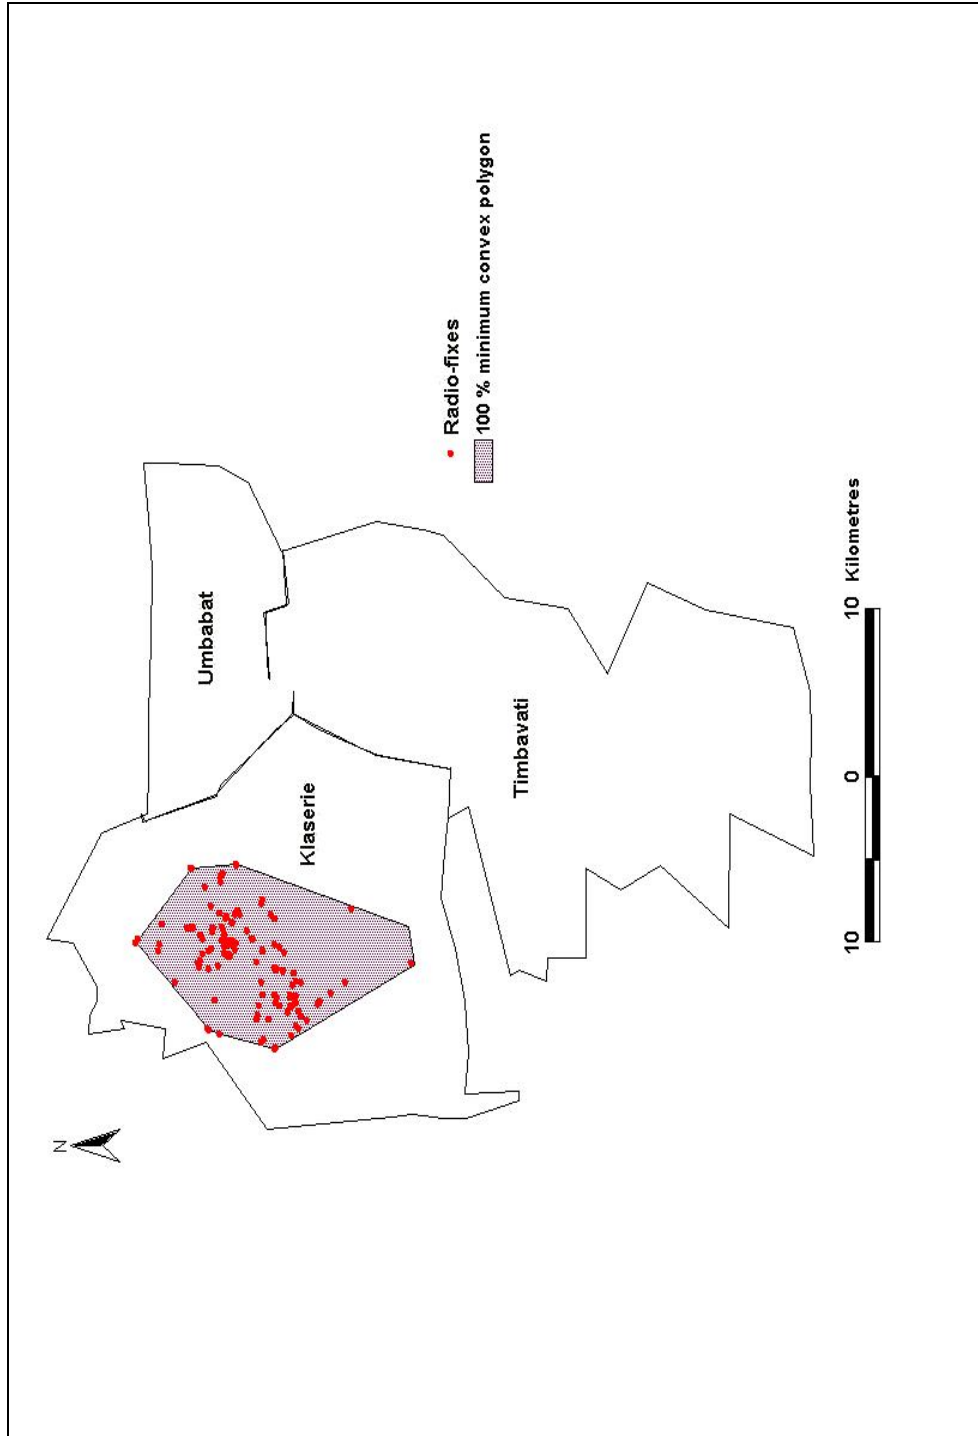 N
Umbabat
Klaserie
Timbavati
Radio-fixes
100 % minimum convex polygon
10 0 10 Kilometres